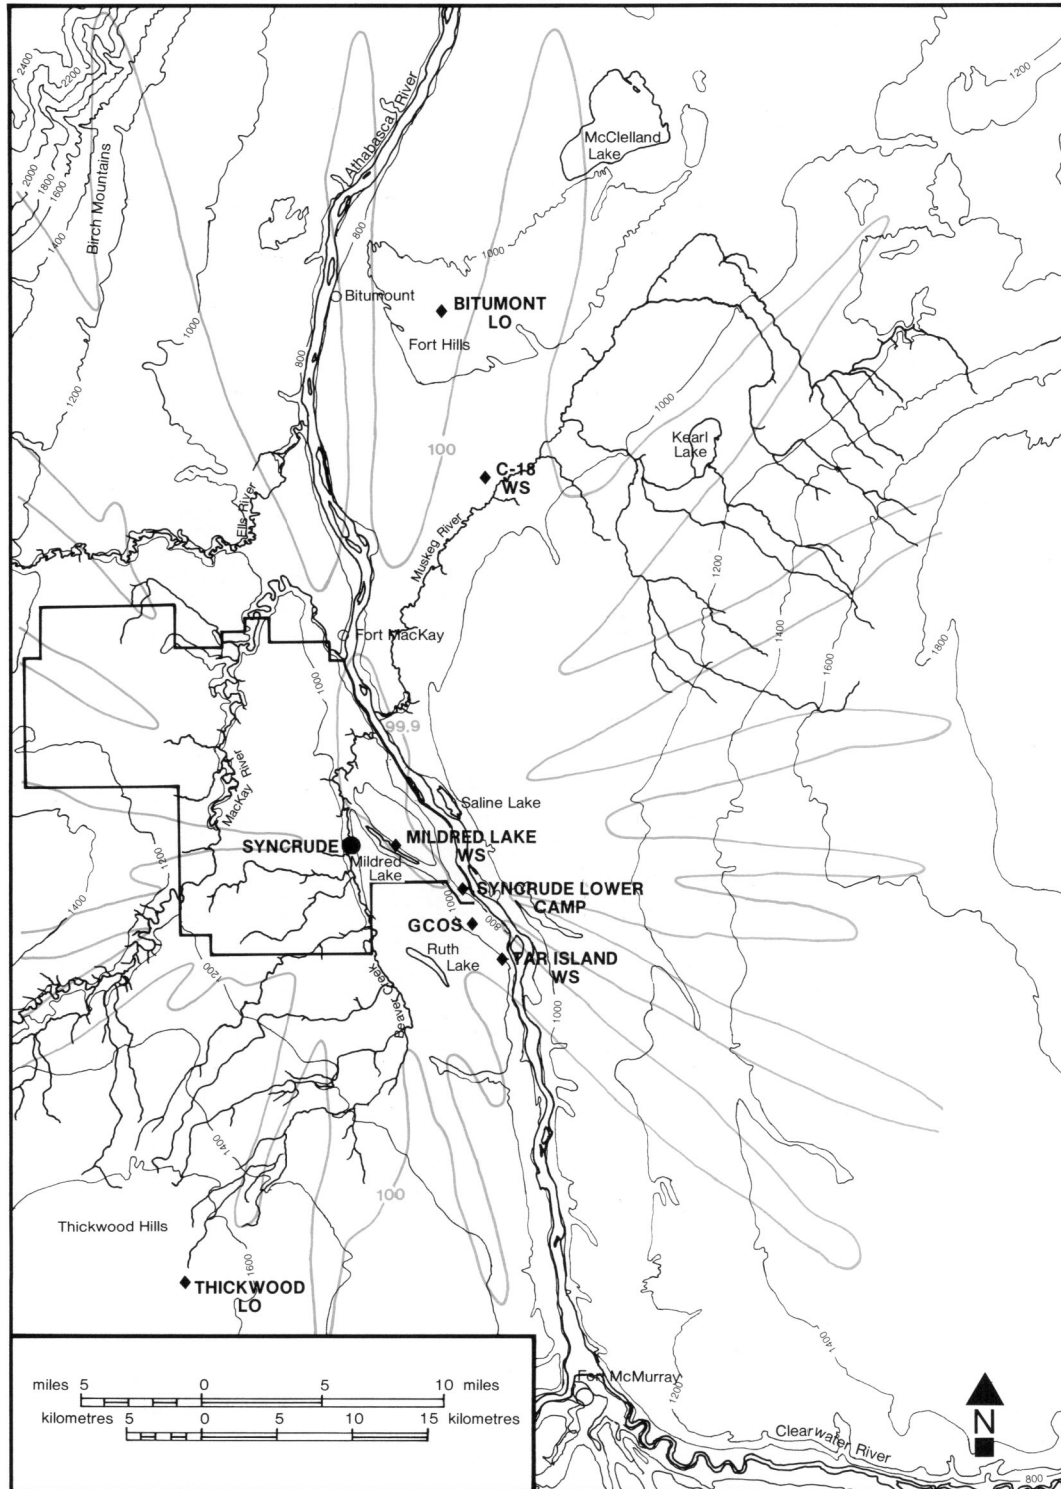 2400
2200
2000
1800
1600
1400
Birch Mountains
1200
1000
Athabasca River
800
800
McClelland
Lake
1200
1000
Bitumount
BITUMONT
LO
Fort Hills
1000
Kearl
Lake
100
C-18
WS
Ells River
Muskeg River
1200
1400
1600
1800
Fort MacKay
1000
99.9
MacKay River
Saline Lake
SYNCRUDE
MILDRED LAKE
WS
Mildred
Lake
1200
1400
SYNCRUDE LOWER
CAMP
1000
800
GCOS
Ruth
Lake
TAR ISLAND
WS
1200
Beaver Creek
1000
1400
100
Thickwood Hills
1600
THICKWOOD
LO
1400
1200
Fort McMurray
Clearwater River
800
miles 5 0 5 10 miles
kilometres 5 0 5 10 15 kilometres
N